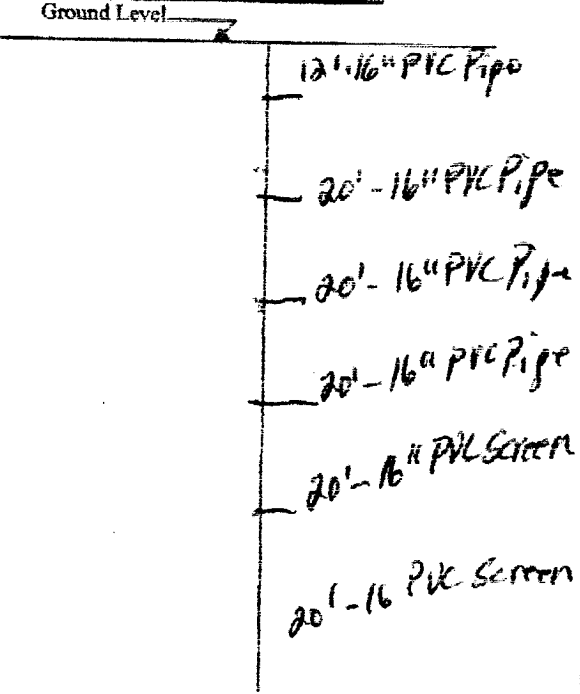 Ground Level
12'-16" PVC Pipe
20'-16" PVC Pipe
20'-16" PVC Pipe
20'-16" PVC Pipe
20'-16" PVC Screen
20'-16 PVC Screen